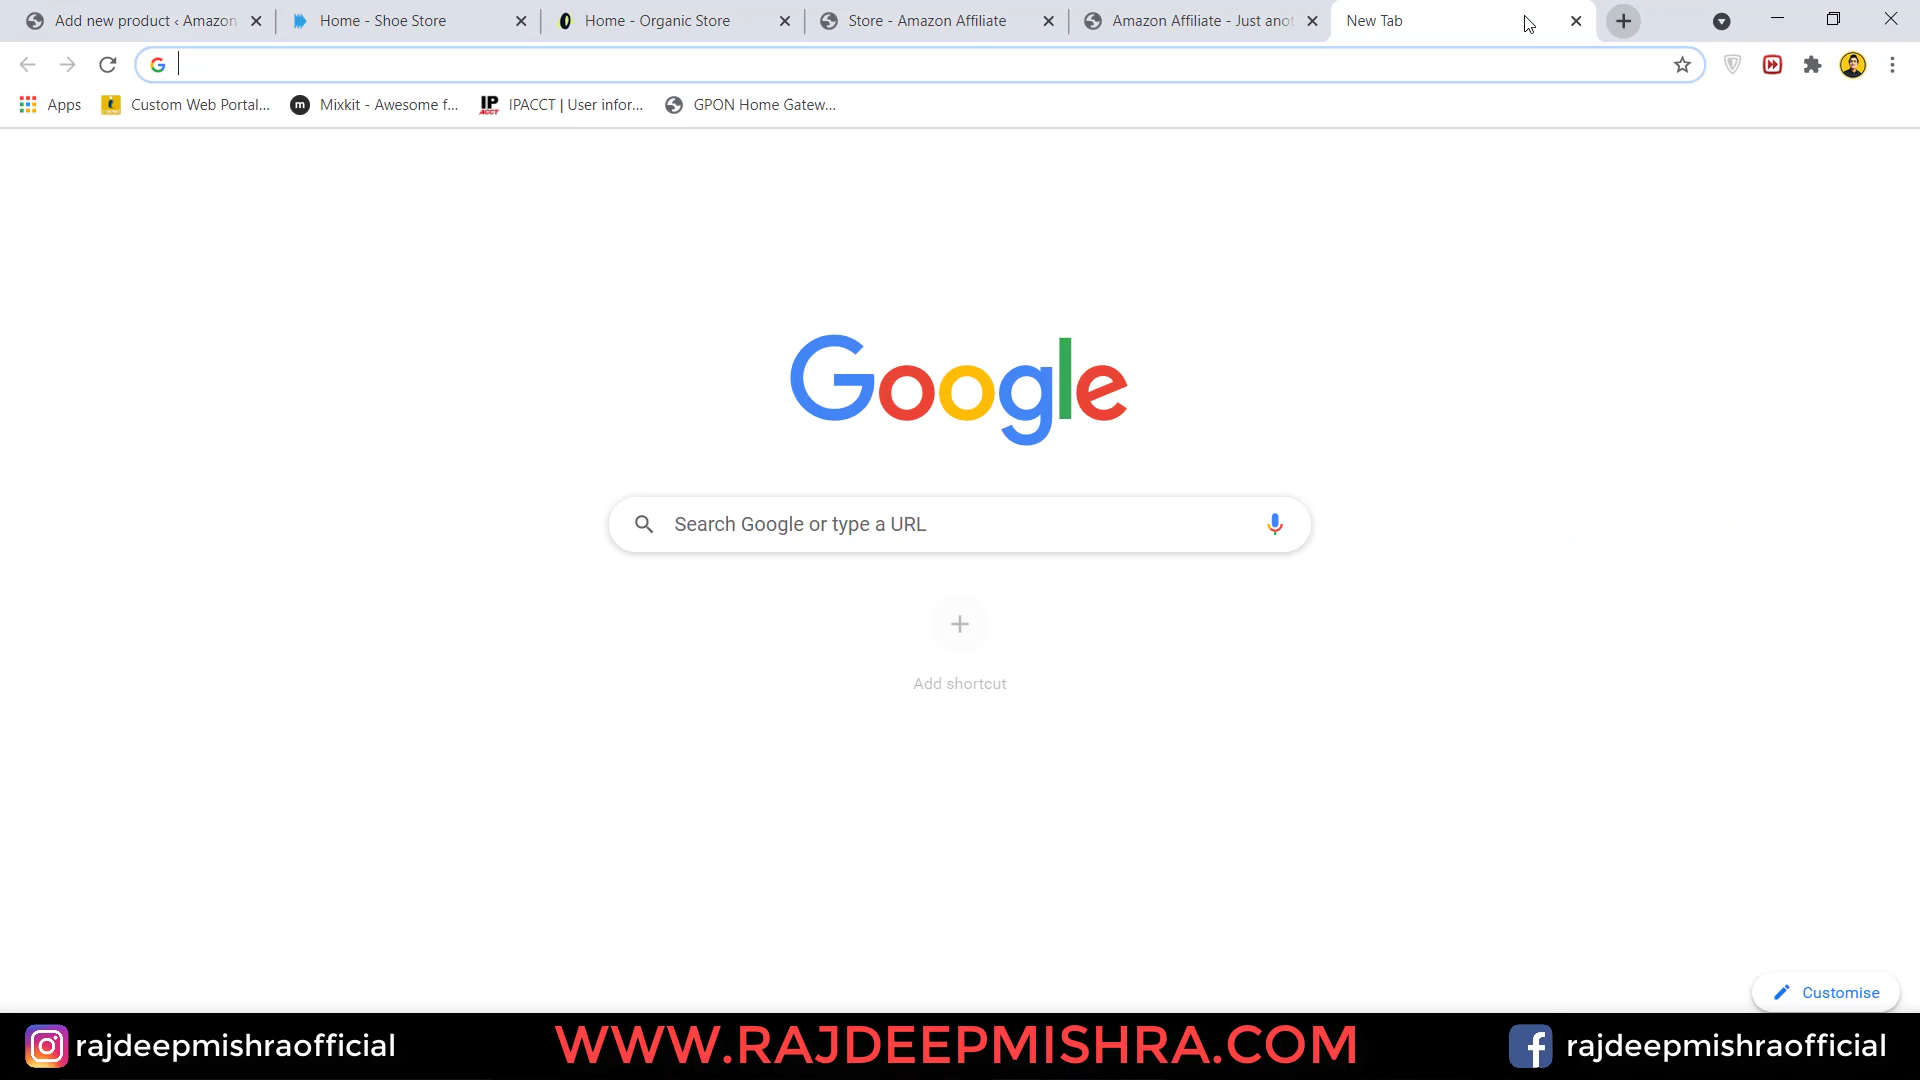 Add new product ‹ Amazon
Home - Shoe Store
Home - Organic Store
Store - Amazon Affiliate
Amazon Affiliate - Just anot
New Tab
Apps
Custom Web Portal...
Mixkit - Awesome f...
IPACCT | User infor...
GPON Home Gatew...
Google
Search Google or type a URL
Add shortcut
Customise
rajdeepmishraofficial
WWW.RAJDEEPMISHRA.COM
rajdeepmishraofficial